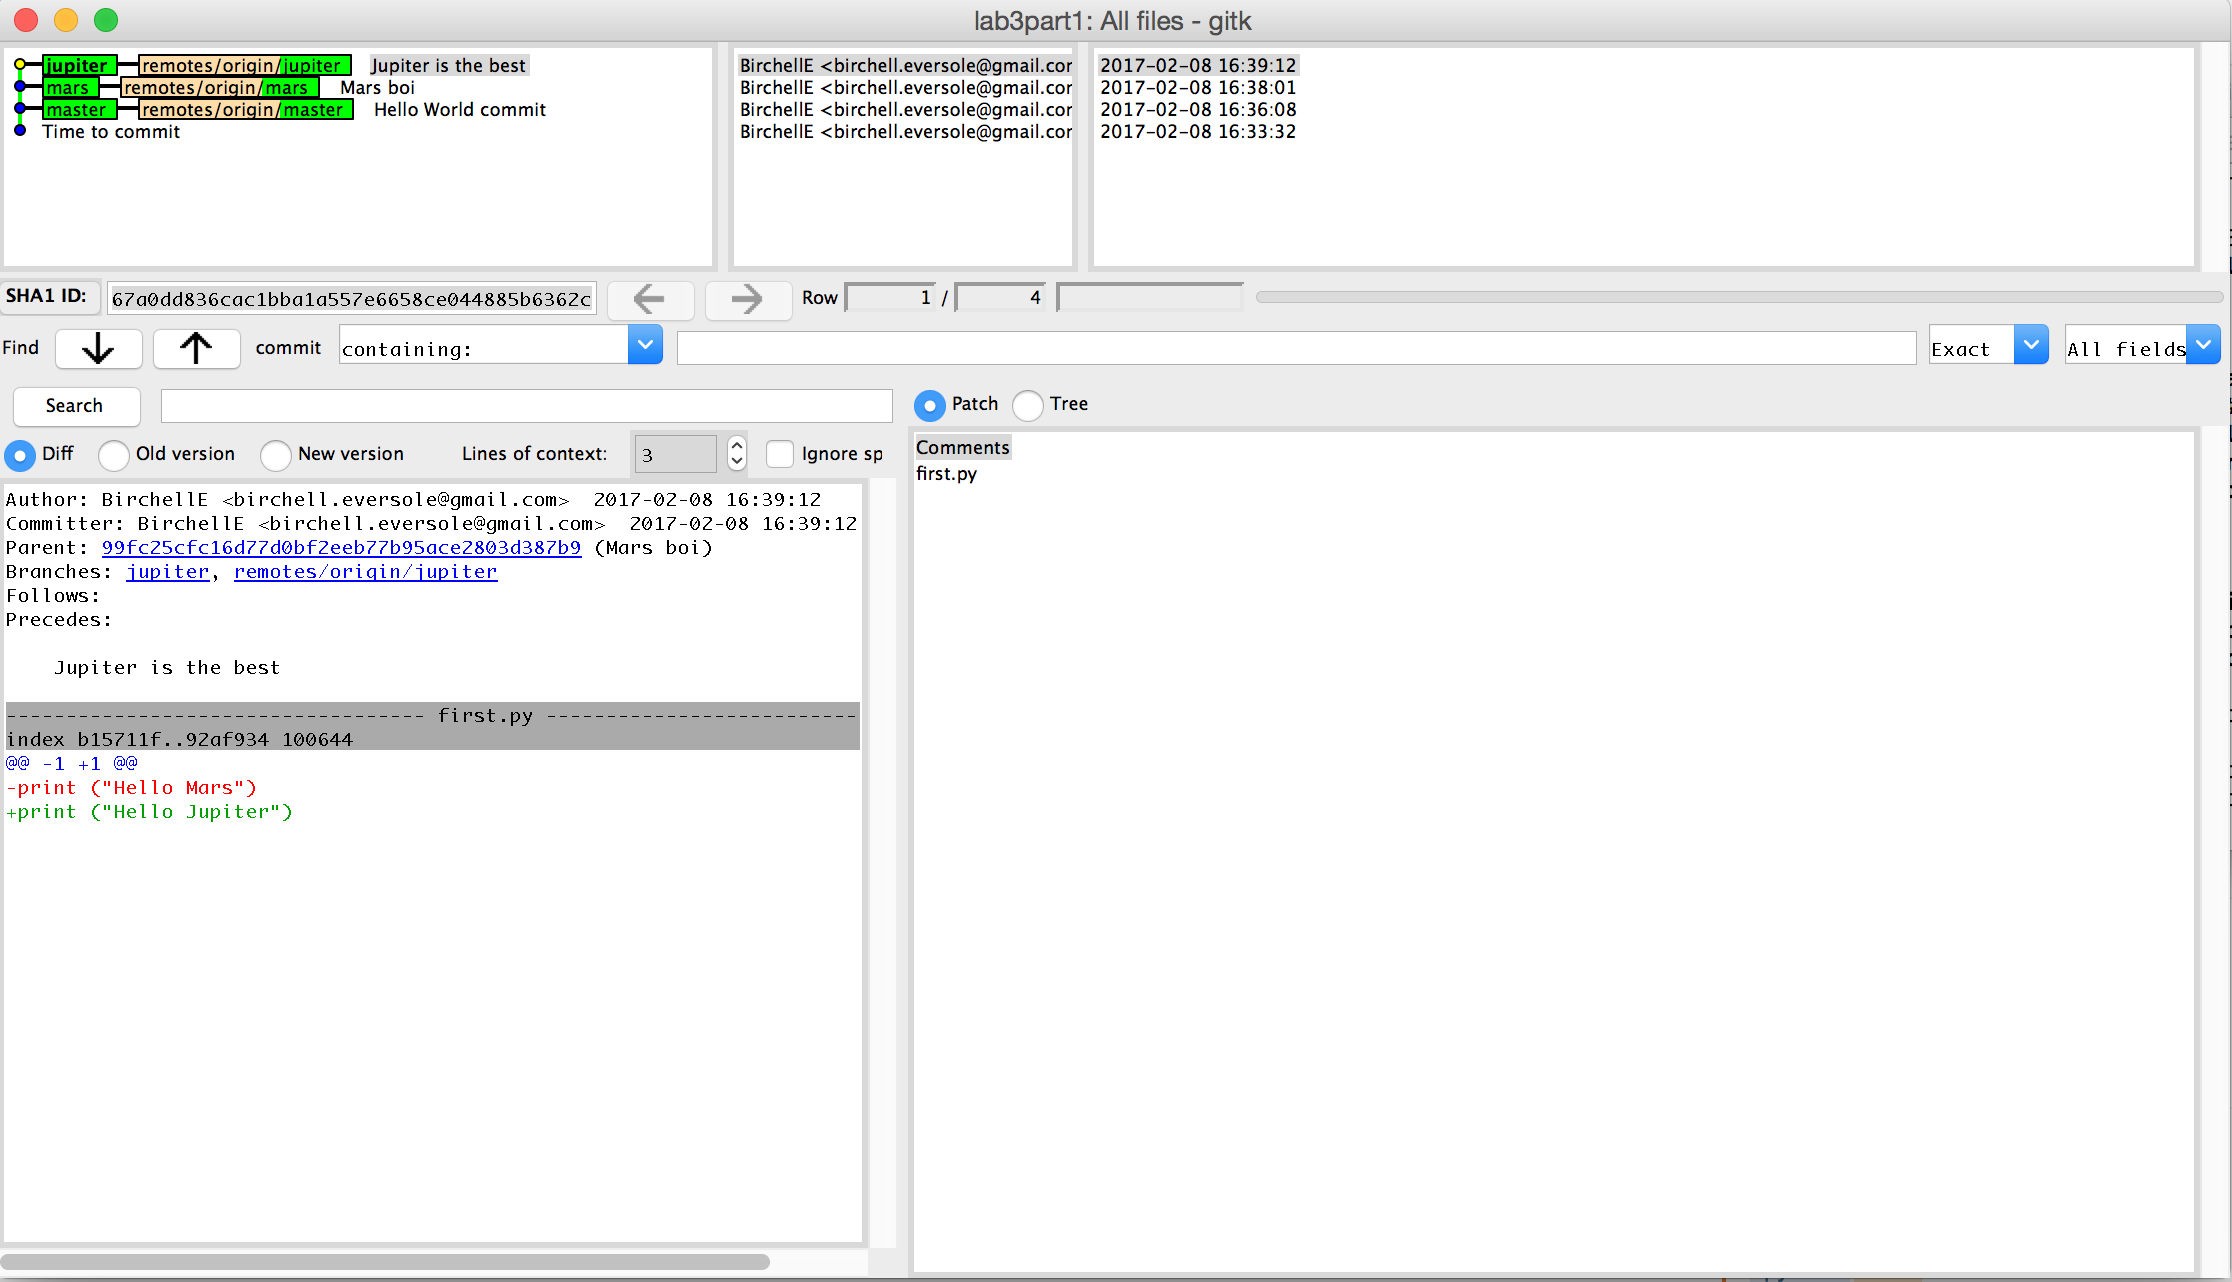 lab3part1: All files - gitk
jupiter remotes/origin/jupiter Jupiter is the best BirchellE <birchell.eversole@gmail.cor 2017-02-08 16:39:12
mars remotes/origin/mars Mars boi BirchellE <birchell.eversole@gmail.cor 2017-02-08 16:38:01
master remotes/origin/master Hello World commit BirchellE <birchell.eversole@gmail.cor 2017-02-08 16:36:08
Time to commit BirchellE <birchell.eversole@gmail.cor 2017-02-08 16:33:32
SHA1 ID: 67a0dd836cac1bba1a557e6658ce044885b6362c Row 1 / 4
Find commit containing: Exact All fields
Search Patch Tree
Diff Old version New version Lines of context: 3 Ignore sp
Comments
first.py
Author: BirchellE <birchell.eversole@gmail.com>  2017-02-08 16:39:12
Committer: BirchellE <birchell.eversole@gmail.com>  2017-02-08 16:39:12
Parent: 99fc25cfc16d77d0bf2eeb77b95ace2803d387b9 (Mars boi)
Branches: jupiter, remotes/origin/jupiter
Follows:
Precedes:
Jupiter is the best
---------------------------------- first.py --------------------------
index b15711f..92af934 100644
@@ -1 +1 @@
-print ("Hello Mars")
+print ("Hello Jupiter")